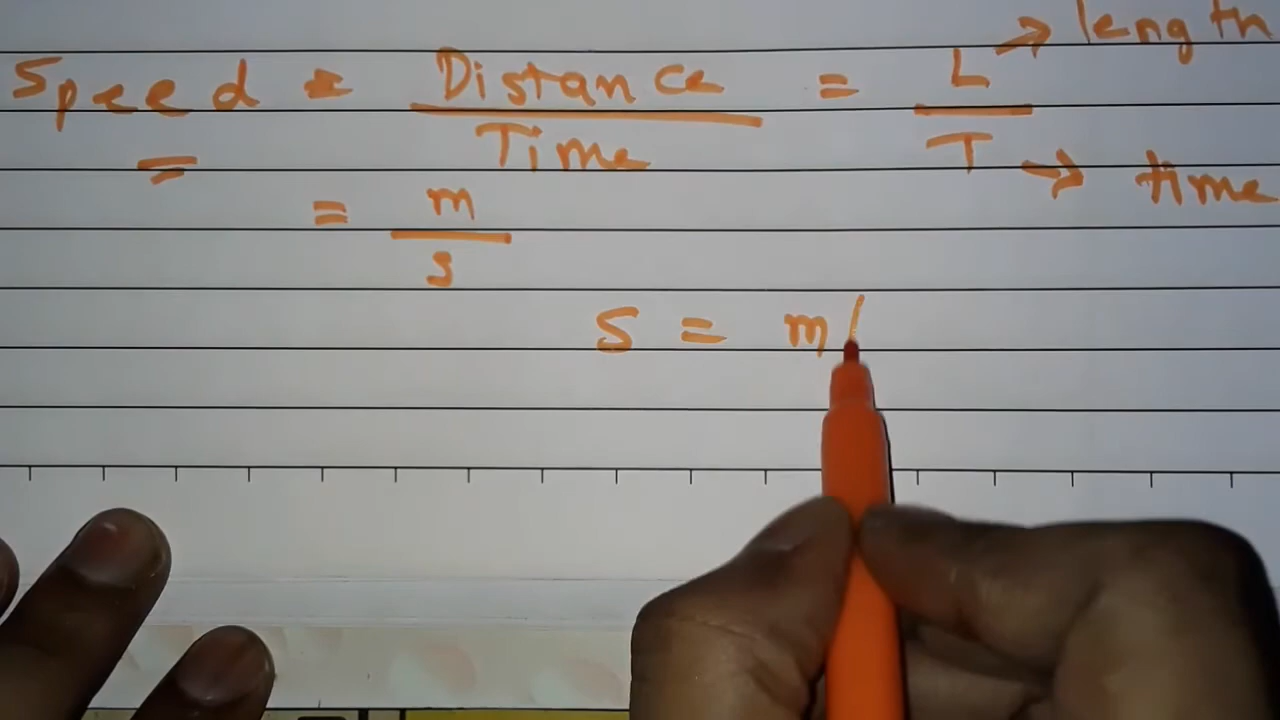 → length
Speed = Distance / Time = L / T
→ time
= m / s
S = m/